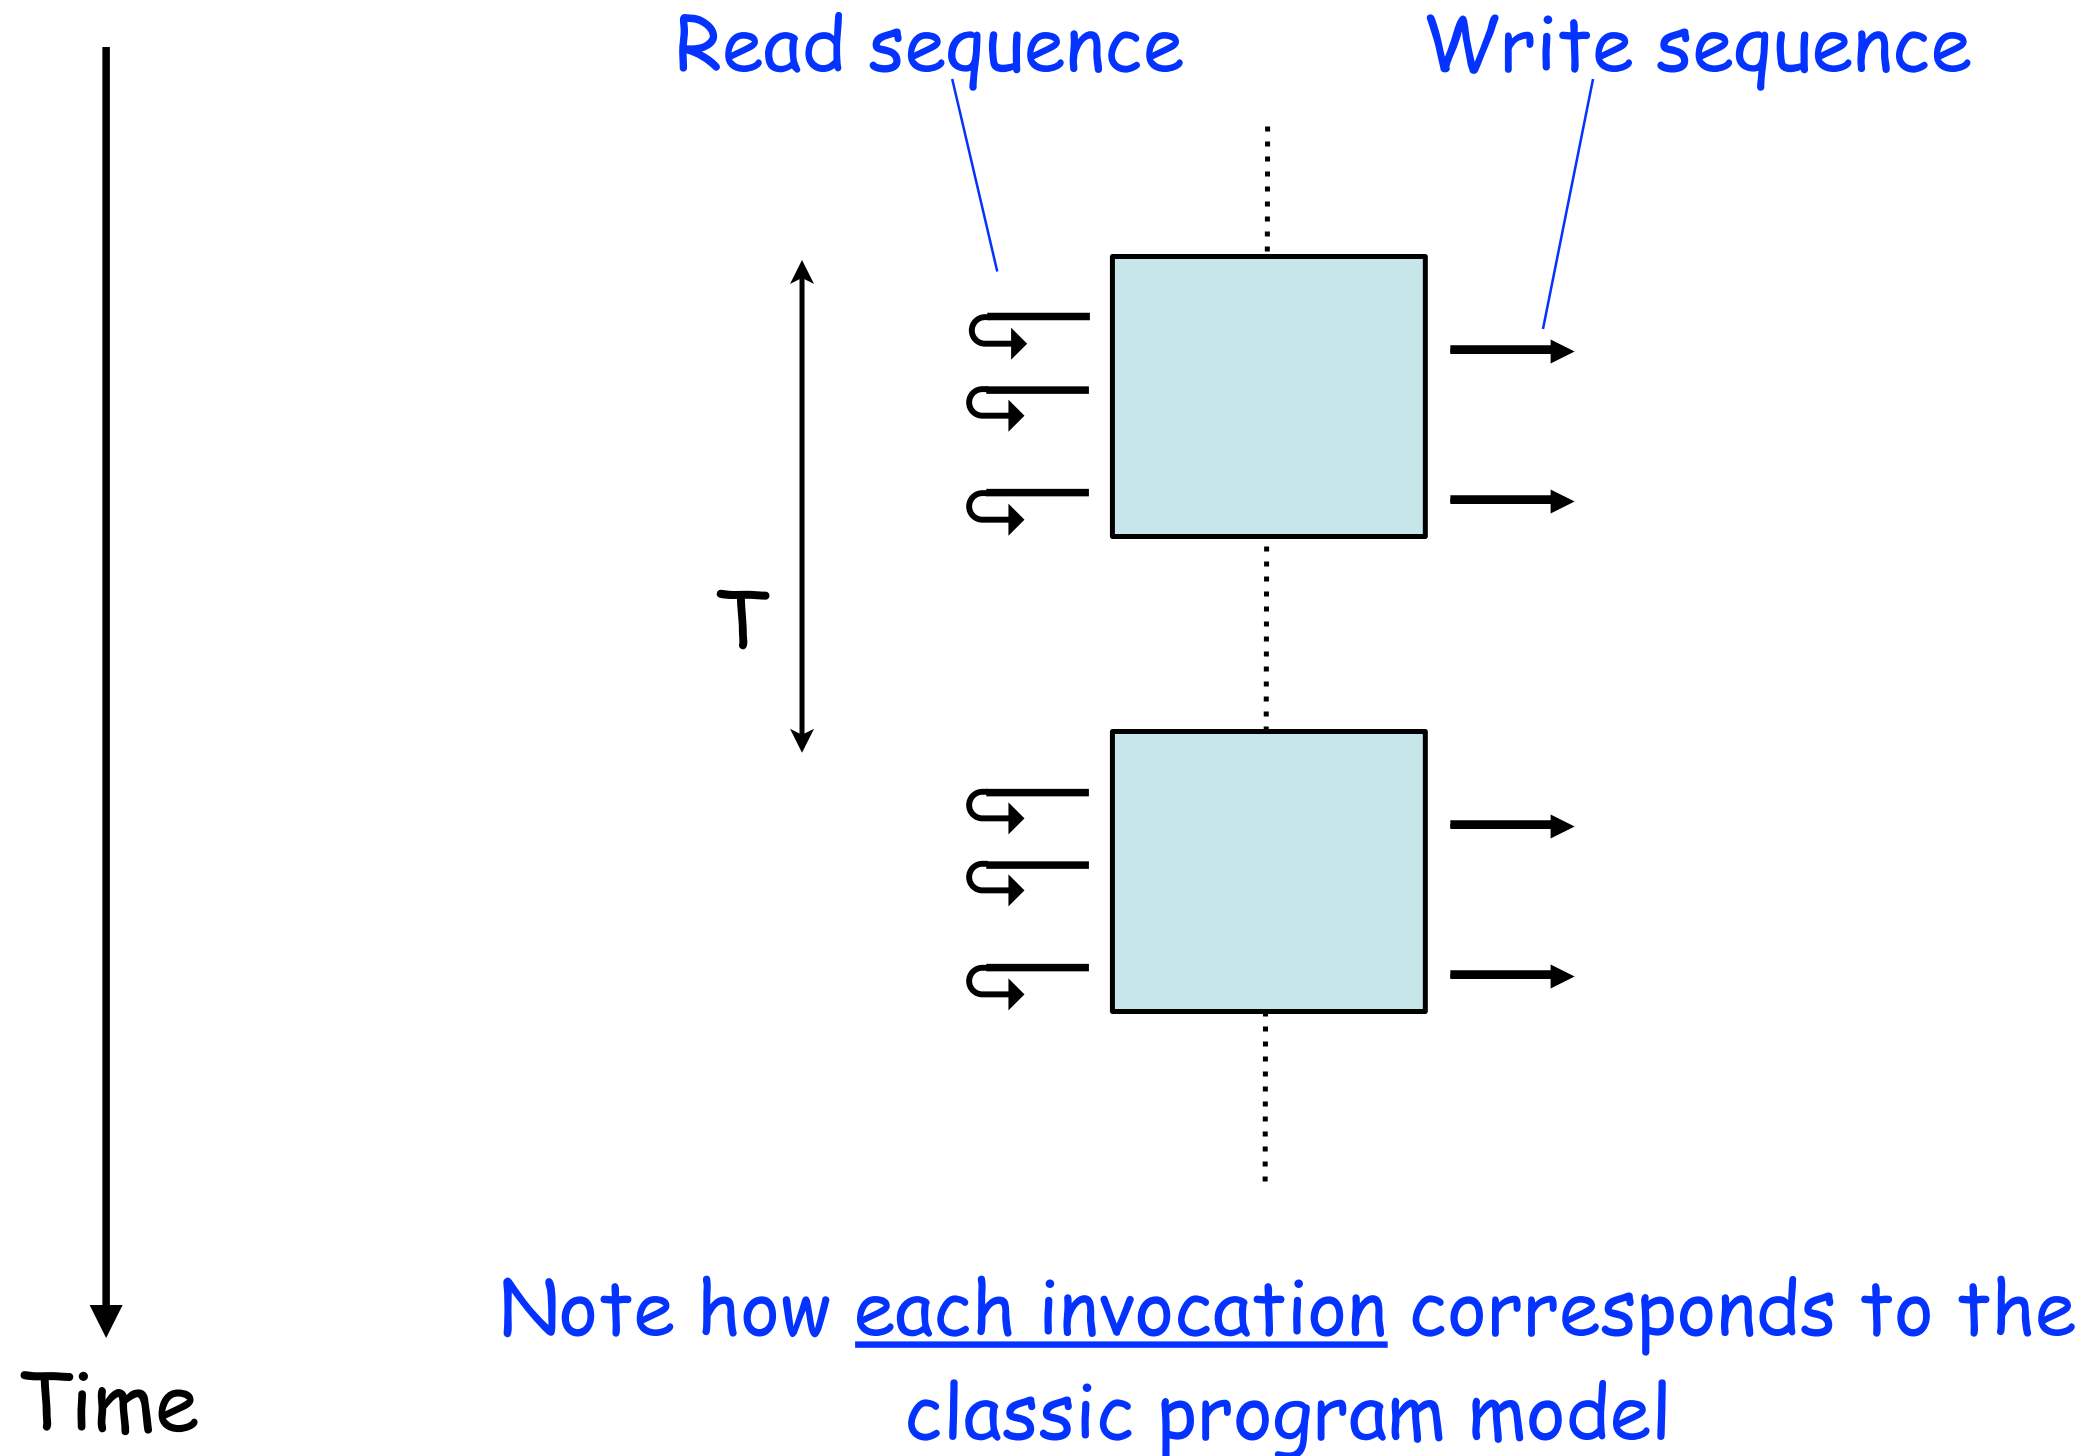 Read sequence
Write sequence
T
Note how each invocation corresponds to the
classic program model
Time